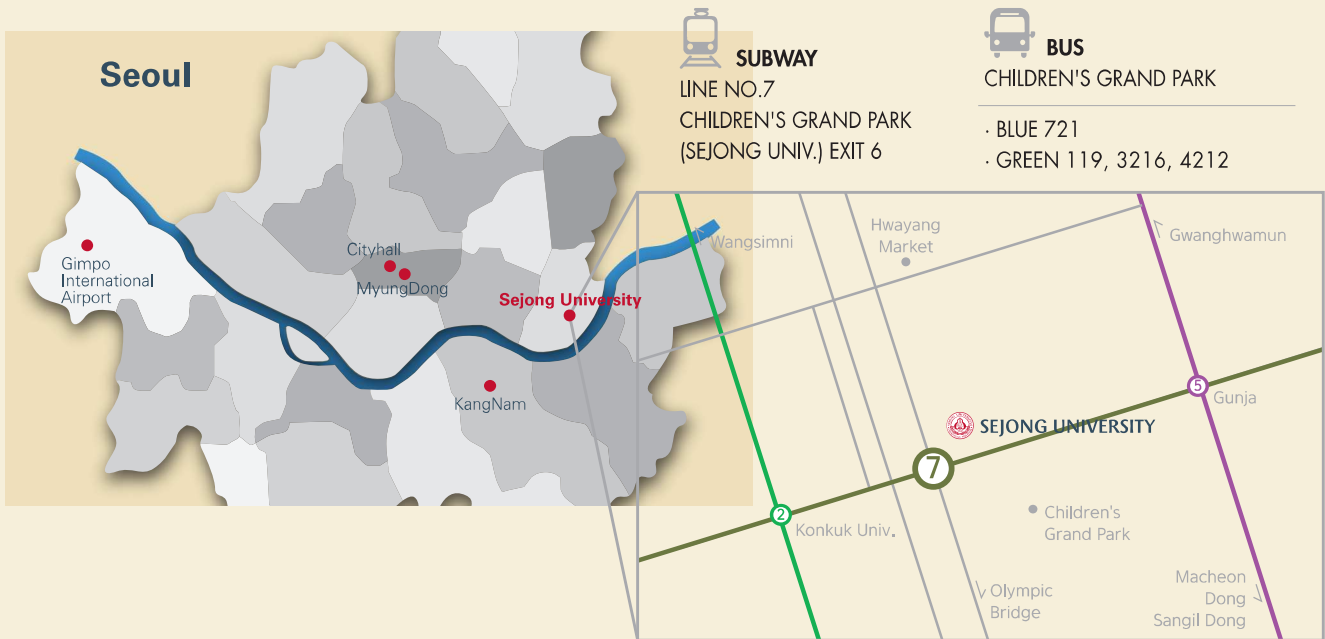 Seoul
Gimpo
International
Airport
Cityhall
MyungDong
Sejong University
KangNam
SUBWAY
LINE NO.7
CHILDREN'S GRAND PARK
(SEJONG UNIV.) EXIT 6
BUS
CHILDREN'S GRAND PARK
· BLUE 721
· GREEN 119, 3216, 4212
Wangsimni
Hwayang
Market
Gwanghwamun
5
Gunja
SEJONG UNIVERSITY
7
2
Konkuk Univ.
Children's
Grand Park
Olympic
Bridge
Macheon
Dong
Sangil Dong